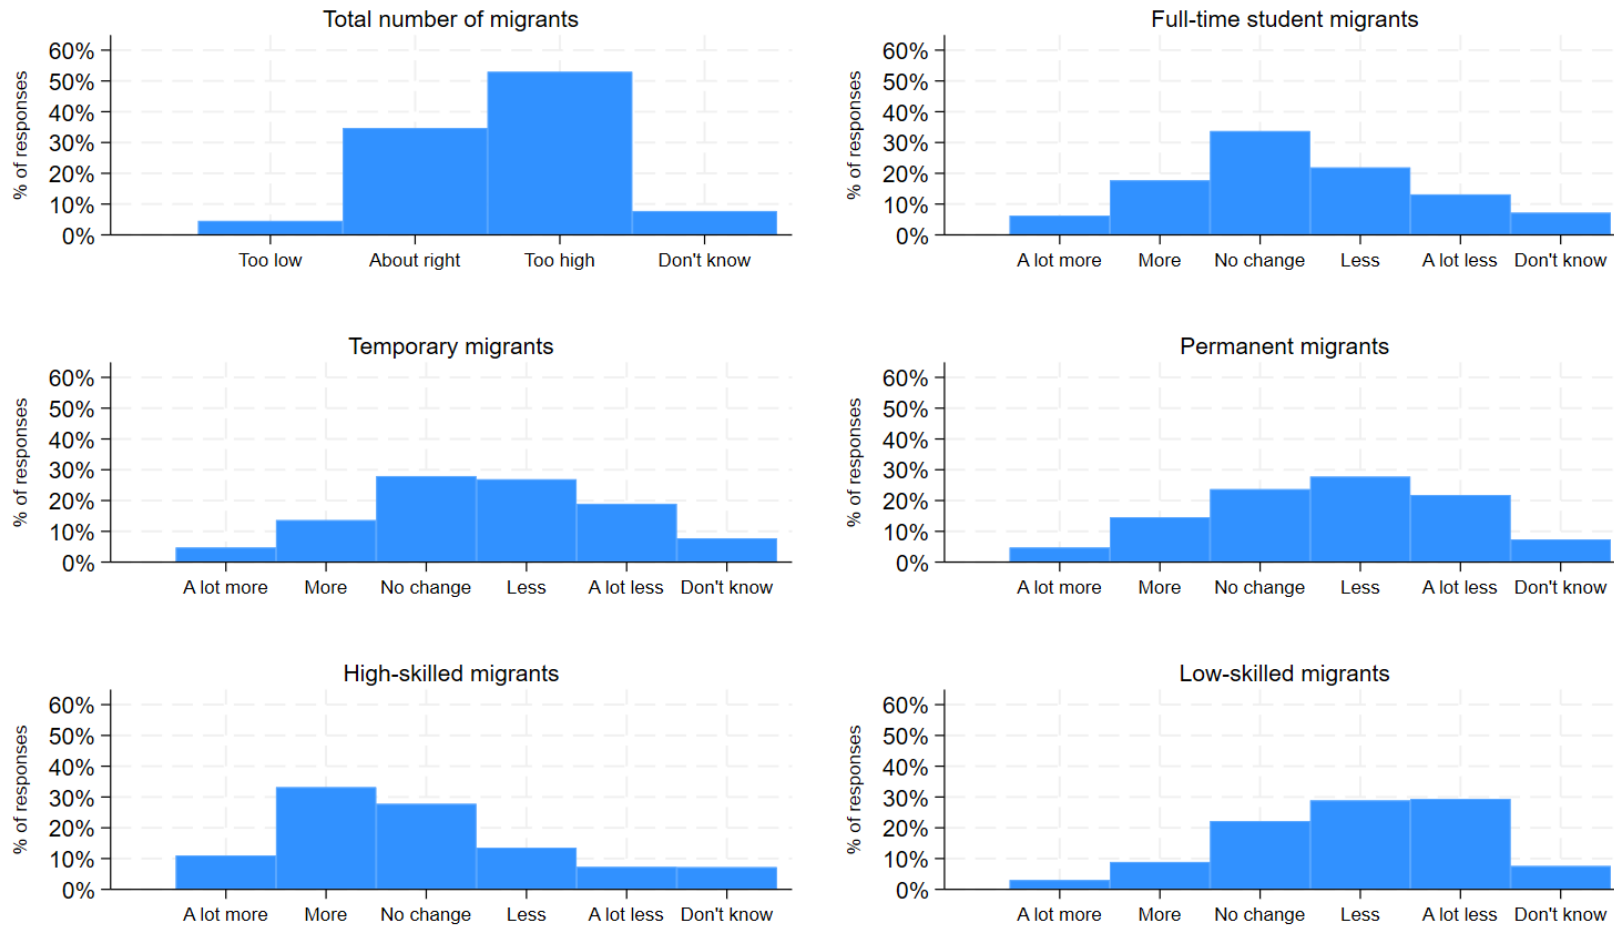 Total number of migrants
% of responses
60%
50%
40%
30%
20%
10%
0%
Too low About right Too high Don't know
Full-time student migrants
% of responses
60%
50%
40%
30%
20%
10%
0%
A lot more More No change Less A lot less Don't know
Temporary migrants
% of responses
60%
50%
40%
30%
20%
10%
0%
A lot more More No change Less A lot less Don't know
Permanent migrants
% of responses
60%
50%
40%
30%
20%
10%
0%
A lot more More No change Less A lot less Don't know
High-skilled migrants
% of responses
60%
50%
40%
30%
20%
10%
0%
A lot more More No change Less A lot less Don't know
Low-skilled migrants
% of responses
60%
50%
40%
30%
20%
10%
0%
A lot more More No change Less A lot less Don't know